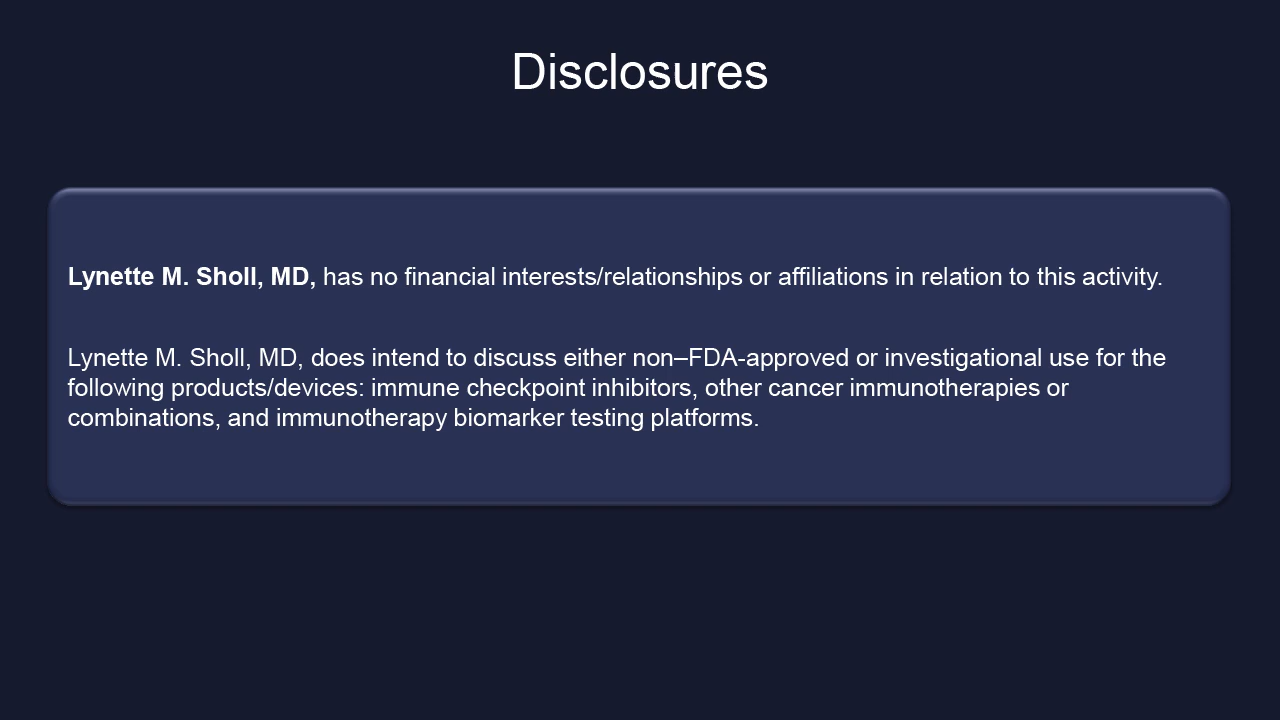 Disclosures
Lynette M. Sholl, MD, has no financial interests/relationships or affiliations in relation to this activity.
Lynette M. Sholl, MD, does intend to discuss either non–FDA-approved or investigational use for the
following products/devices: immune checkpoint inhibitors, other cancer immunotherapies or
combinations, and immunotherapy biomarker testing platforms.